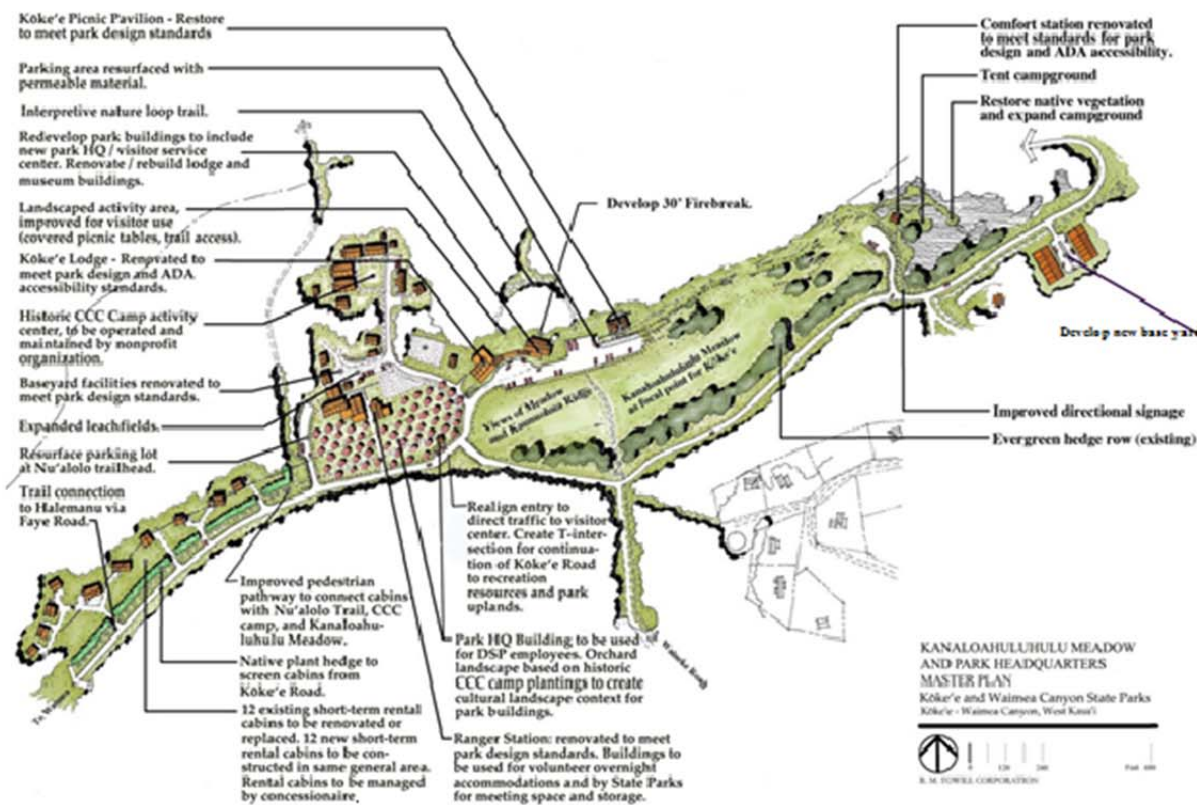 Kōke'e Picnic Pavilion - Restore
to meet park design standards
Parking area resurfaced with
permeable material.
Interpretive nature loop trail.
Redevelop park buildings to include
new park HQ / visitor service
center. Renovate / rebuild lodge and
museum buildings.
Landscaped activity area,
improved for visitor use
(covered picnic tables, trail access).
Kōke'e Lodge - Renovated to
meet park design and ADA
accessibility standards.
Historic CCC Camp activity
center, to be operated and
maintained by nonprofit
organization.
Baseyard facilities renovated to
meet park design standards.
Expanded leachfields.
Resurface parking lot
at Nu'alolo trailhead.
Trail connection
to Halemanu via
Faye Road.
To Waimea
Improved pedestrian
pathway to connect cabins
with Nu'alolo Trail, CCC
camp, and Kanaloahu-
luhulu Meadow.
Native plant hedge to
screen cabins from
Kōke'e Road.
12 existing short-term rental
cabins to be renovated or
replaced. 12 new short-term
rental cabins to be con-
structed in same general area.
Rental cabins to be managed
by concessionaire.
Develop 30' Firebreak.
Views of Meadow
and Kaunuohua Ridge
Kanaloahuluhulu Meadow
as focal point for Kōke'e
Realign entry to
direct traffic to visitor
center. Create T-inter-
section for continua-
tion of Kōke'e Road
to recreation
resources and park
uplands.
Park HQ Building to be used
for DSP employees. Orchard
landscape based on historic
CCC camp plantings to create
cultural landscape context for
park buildings.
Ranger Station: renovated to meet
park design standards. Buildings to
be used for volunteer overnight
accommodations and by State Parks
for meeting space and storage.
Waineke Road
Comfort station renovated
to meet standards for park
design and ADA accessibility.
Tent campground
Restore native vegetation
and expand campground
Develop new base yard
Improved directional signage
Evergreen hedge row (existing)
KANALOAHULUHULU MEADOW
AND PARK HEADQUARTERS
MASTER PLAN
Kōke'e and Waimea Canyon State Parks
Kōke'e - Waimea Canyon, West Kaua'i
R. M. TOWILL CORPORATION